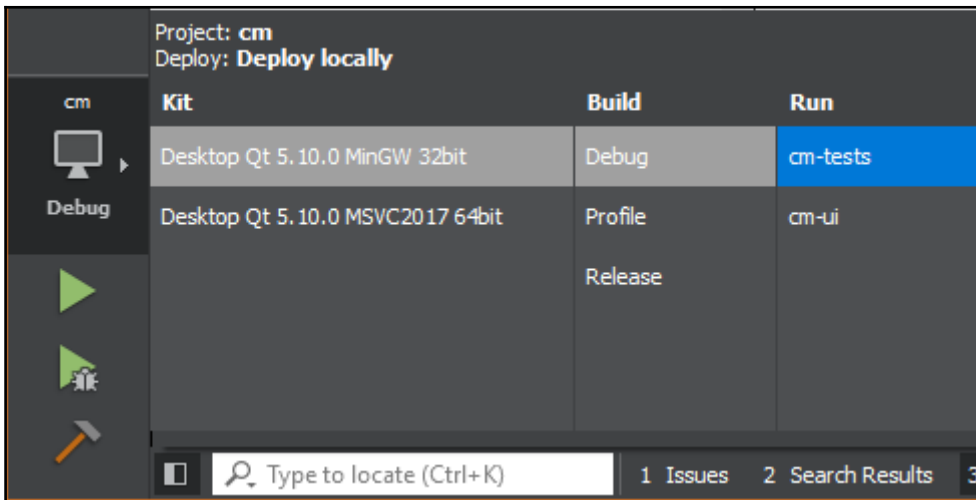 Project: cm
Deploy: Deploy locally
cm
Debug
Kit Build Run
Desktop Qt 5.10.0 MinGW 32bit Debug cm-tests
Desktop Qt 5.10.0 MSVC2017 64bit Profile cm-ui
Release
Type to locate (Ctrl+K) 1 Issues 2 Search Results 3